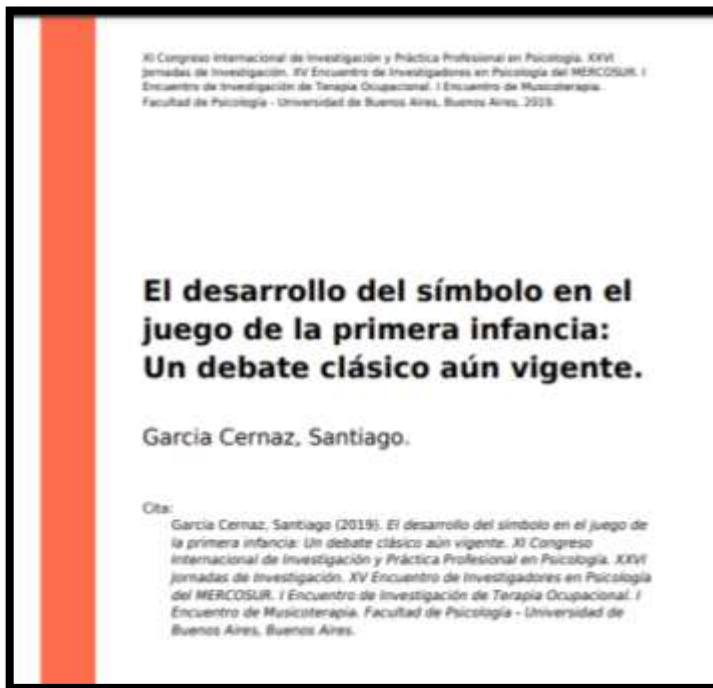 XI Congreso Internacional de Investigación y Práctica Profesional en Psicología. XXVI
Jornadas de Investigación. XV Encuentro de Investigadores en Psicología del MERCOSUR. I
Encuentro de Investigación de Terapia Ocupacional. I Encuentro de Musicoterapia.
Facultad de Psicología - Universidad de Buenos Aires, Buenos Aires, 2019.
El desarrollo del símbolo en el
juego de la primera infancia:
Un debate clásico aún vigente.
Garcia Cernaz, Santiago.
Cita:
Garcia Cernaz, Santiago (2019). El desarrollo del símbolo en el juego de
la primera infancia: Un debate clásico aún vigente. XI Congreso
Internacional de Investigación y Práctica Profesional en Psicología. XXVI
Jornadas de Investigación. XV Encuentro de Investigadores en Psicología
del MERCOSUR. I Encuentro de Investigación de Terapia Ocupacional. I
Encuentro de Musicoterapia. Facultad de Psicología - Universidad de
Buenos Aires, Buenos Aires.